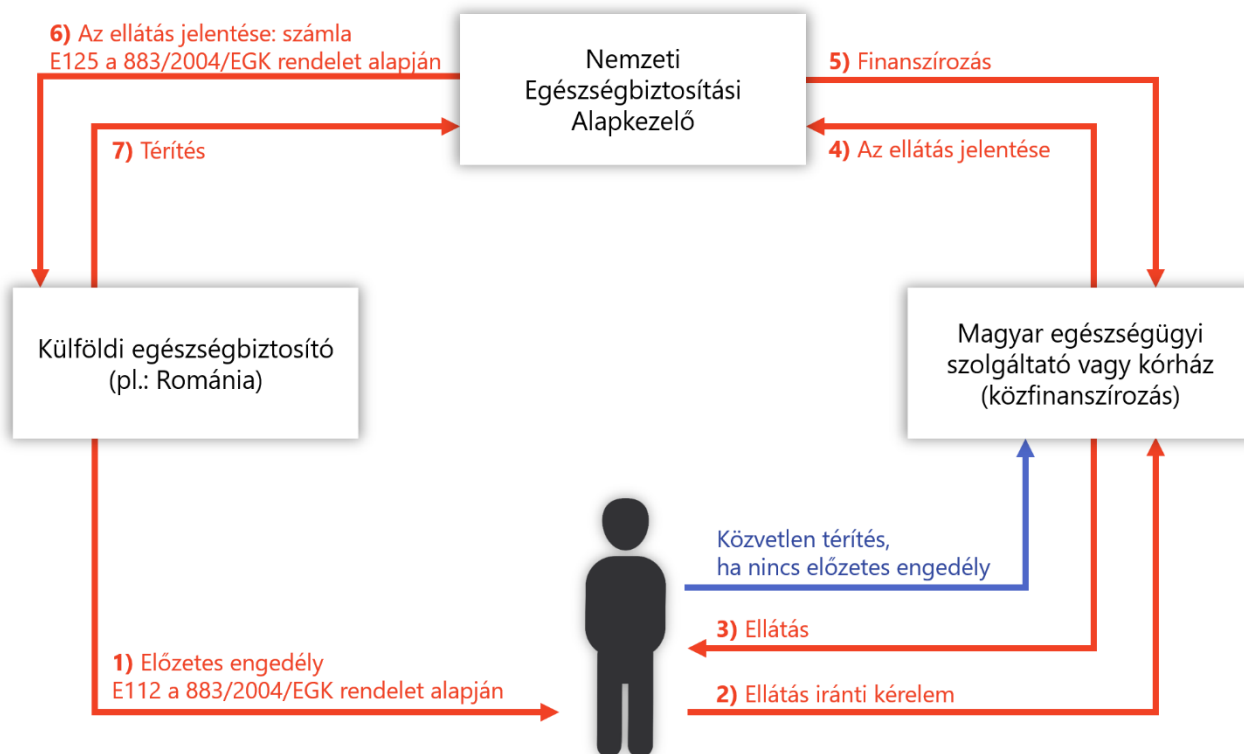 6) Az ellátás jelentése: számla
E125 a 883/2004/EGK rendelet alapján
Nemzeti
Egészségbiztosítási
Alapkezelő
5) Finanszírozás
7) Térítés
4) Az ellátás jelentése
Külföldi egészségbiztosító
(pl.: Románia)
Magyar egészségügyi
szolgáltató vagy kórház
(közfinanszírozás)
Közvetlen térítés,
ha nincs előzetes engedély
3) Ellátás
1) Előzetes engedély
E112 a 883/2004/EGK rendelet alapján
2) Ellátás iránti kérelem